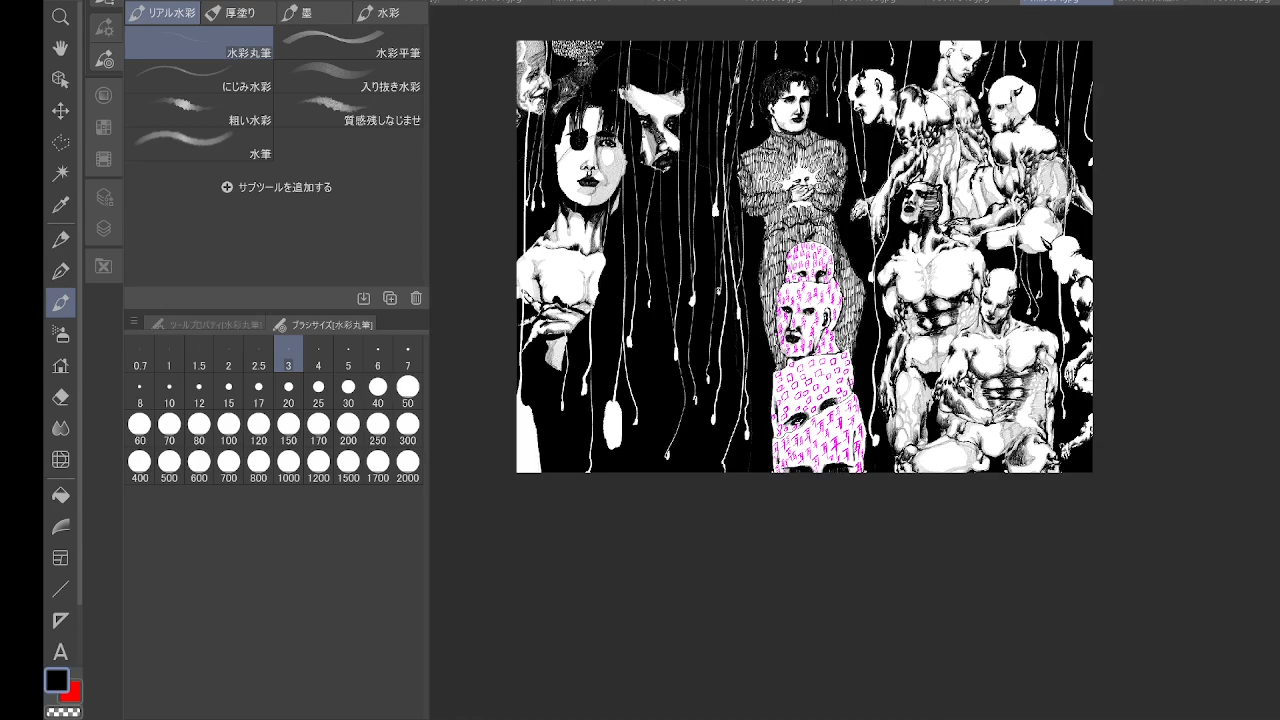 リアル水彩 厚塗り 墨 水彩
水彩丸筆 水彩平筆
にじみ水彩 入り抜き水彩
粗い水彩 質感残しなじませ
水筆
サブツールを追加する
ツールプロパティ[水彩丸筆] ブラシサイズ[水彩丸筆]
0.7 1 1.5 2 2.5 3 4 5 6 7
8 10 12 15 17 20 25 30 40 50
60 70 80 100 120 150 170 200 250 300
400 500 600 700 800 1000 1200 1500 1700 2000
A